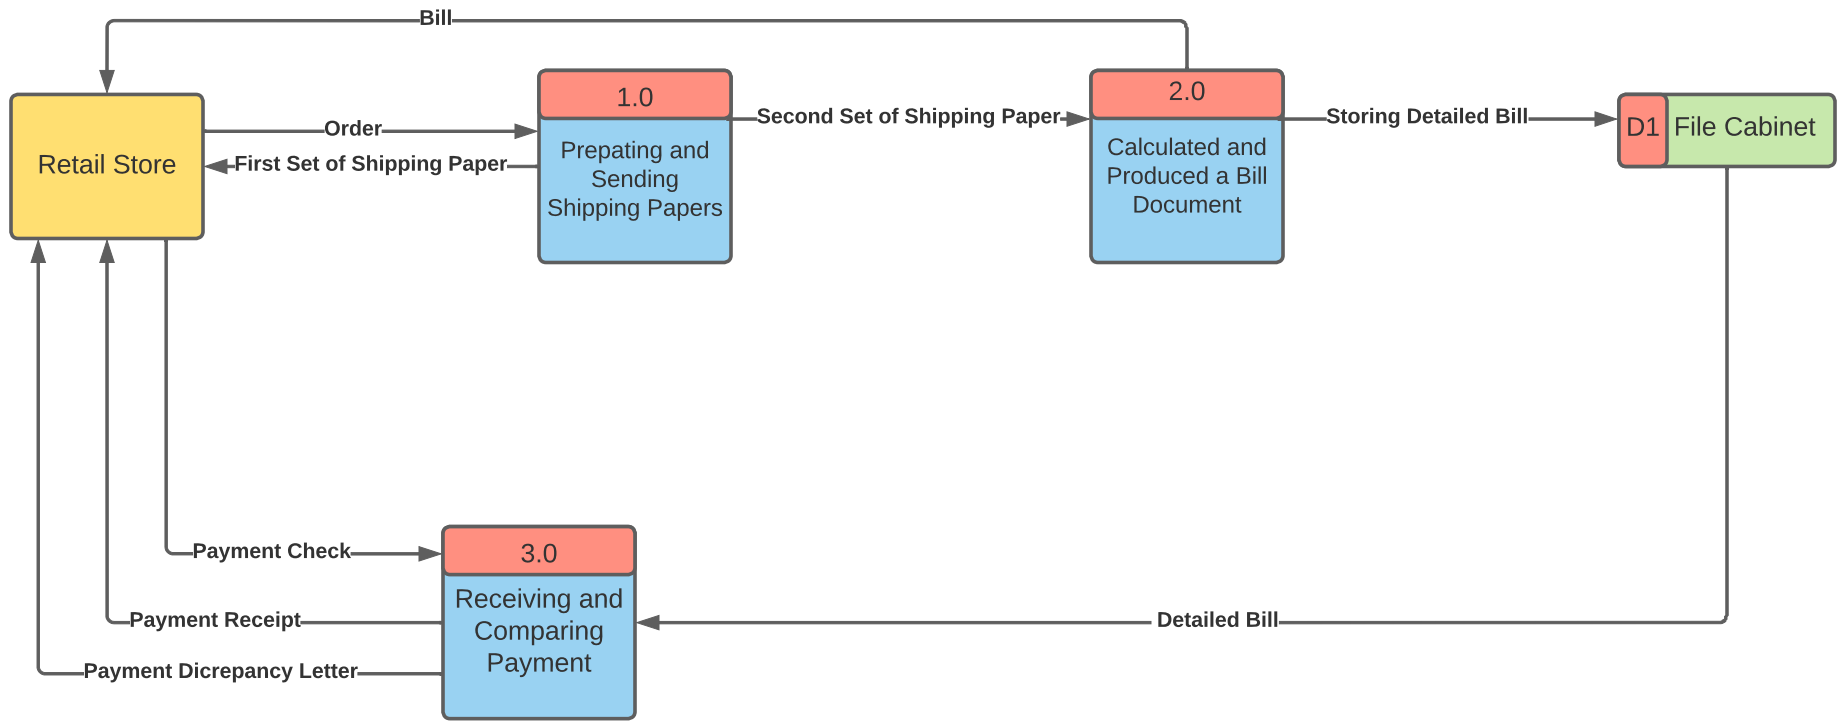 Bill
1.0
2.0
Order
Second Set of Shipping Paper
Storing Detailed Bill
D1
File Cabinet
Retail Store
First Set of Shipping Paper
Prepating and
Sending
Shipping Papers
Calculated and
Produced a Bill
Document
Payment Check
3.0
Receiving and
Comparing
Payment
Payment Receipt
Detailed Bill
Payment Dicrepancy Letter